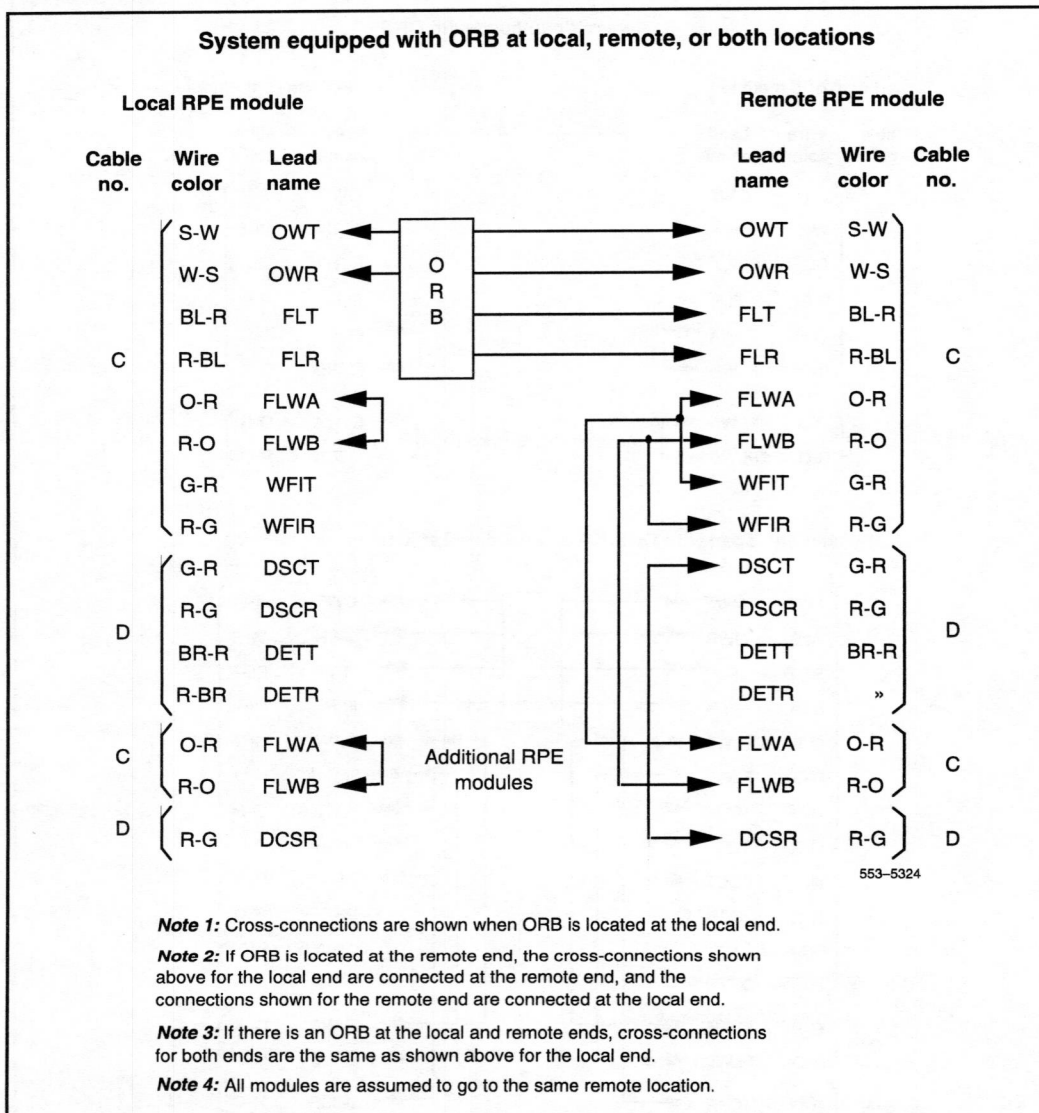 System equipped with ORB at local, remote, or both locations
Local RPE module
Remote RPE module
Cable no. Wire color Lead name
Lead name Wire color Cable no.
S-W OWT ORB OWT S-W
W-S OWR OWR W-S
BL-R FLT FLT BL-R
C R-BL FLR FLR R-BL C
O-R FLWA FLWA O-R
R-O FLWB FLWB R-O
G-R WFIT WFIT G-R
R-G WFIR WFIR R-G
G-R DSCT DSCT G-R
R-G DSCR DSCR R-G
D D
BR-R DETT DETT BR-R
R-BR DETR DETR »
C O-R FLWA Additional RPE modules FLWA O-R C
R-O FLWB FLWB R-O
D R-G DCSR DCSR R-G D
553–5324
Note 1: Cross-connections are shown when ORB is located at the local end.
Note 2: If ORB is located at the remote end, the cross-connections shown
above for the local end are connected at the remote end, and the
connections shown for the remote end are connected at the local end.
Note 3: If there is an ORB at the local and remote ends, cross-connections
for both ends are the same as shown above for the local end.
Note 4: All modules are assumed to go to the same remote location.